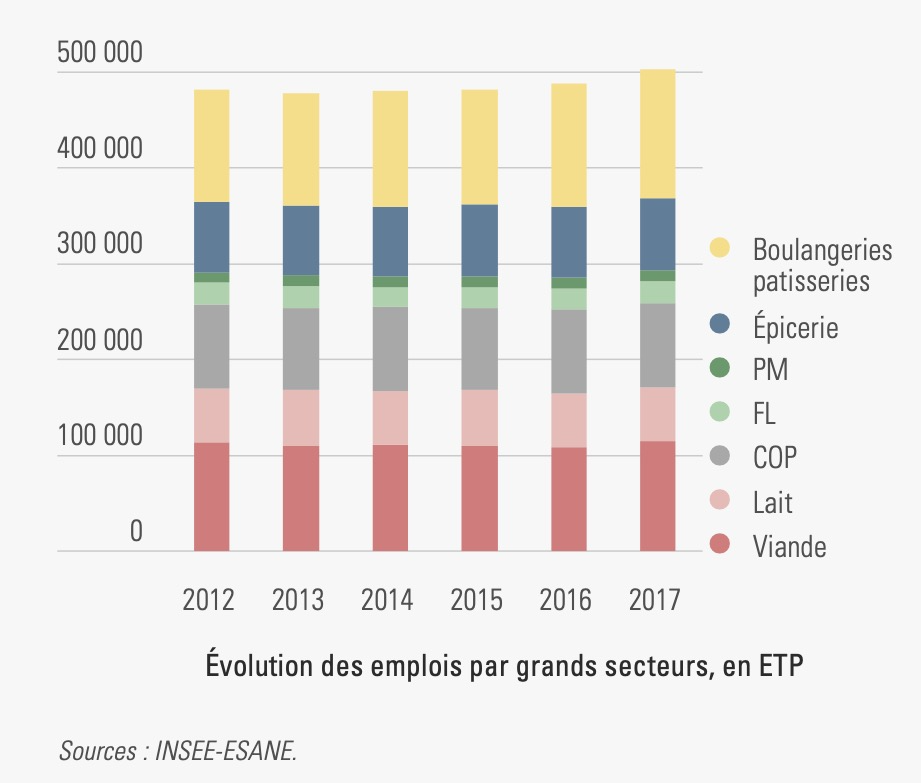 500 000
400 000
300 000
200 000
100 000
0
Boulangeries
patisseries
Épicerie
PM
FL
COP
Lait
Viande
2012 2013 2014 2015 2016 2017
Évolution des emplois par grands secteurs, en ETP
Sources : INSEE-ESANE.